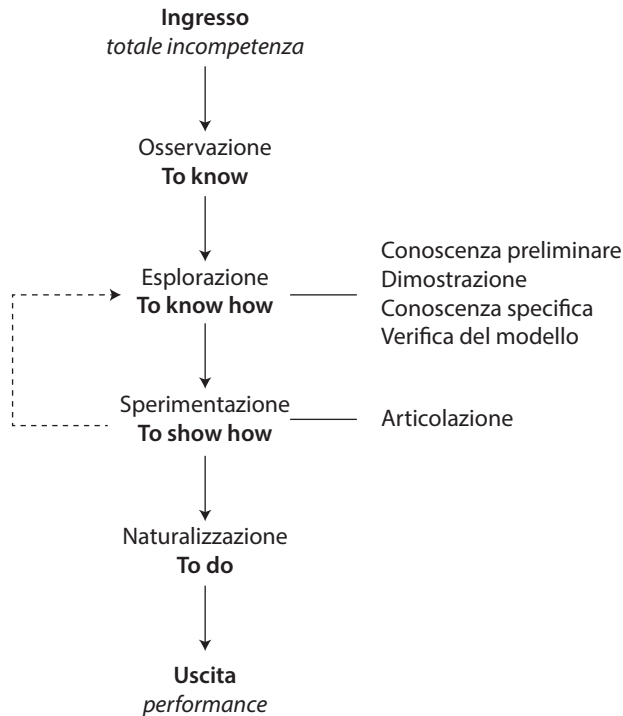 Ingresso
totale incompetenza
Osservazione
To know
Esplorazione
To know how
Conoscenza preliminare
Dimostrazione
Conoscenza specifica
Verifica del modello
Sperimentazione
To show how
Articolazione
Naturalizzazione
To do
Uscita
performance